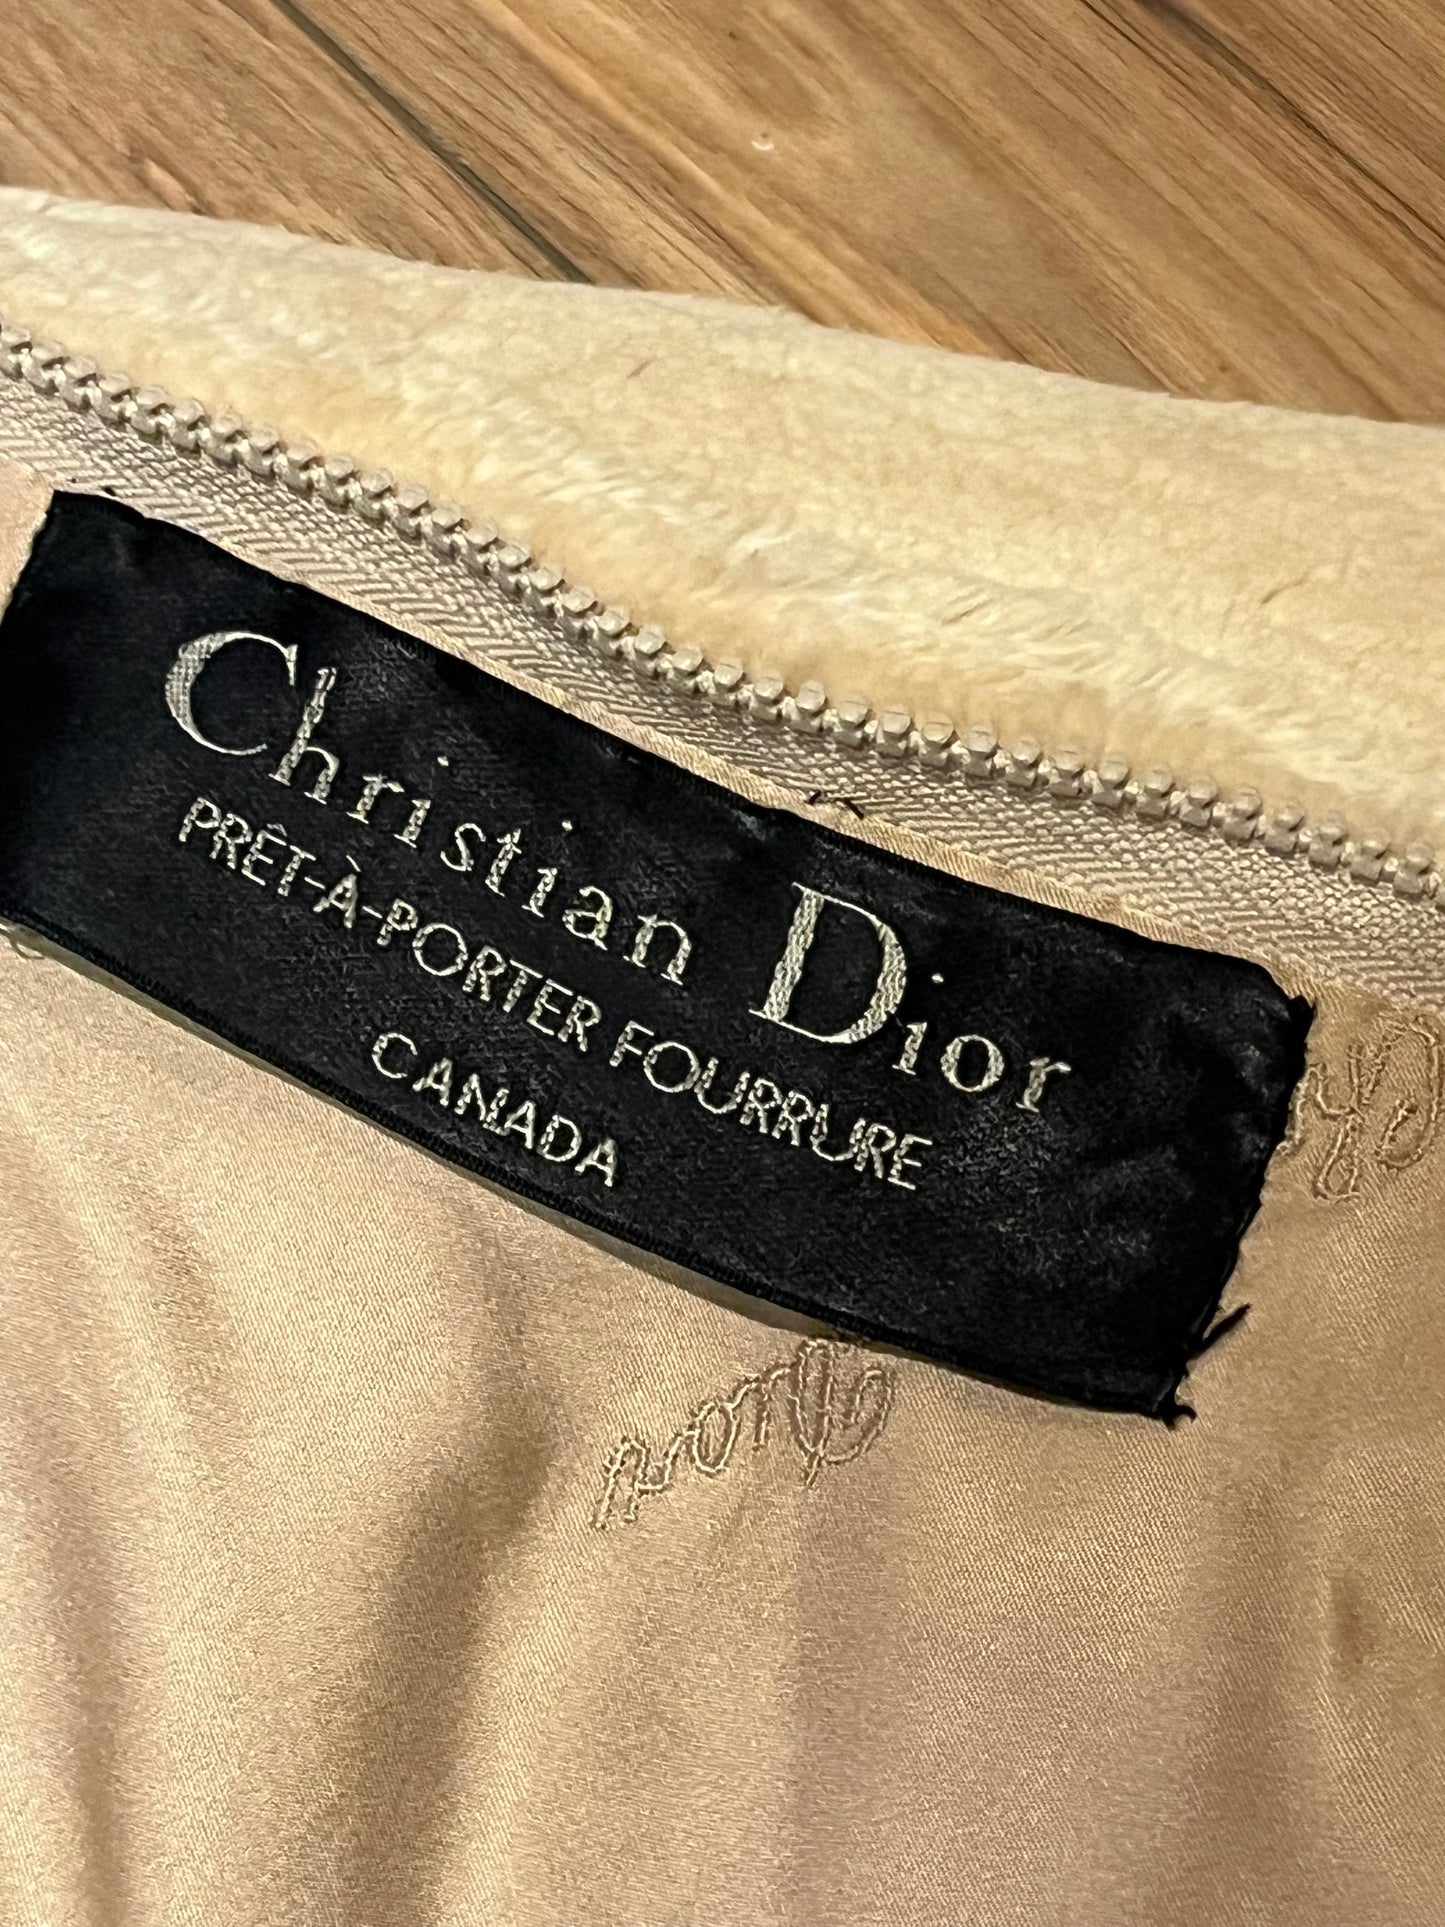 Christian Dior
PRÊT-À-PORTER FOURRURE
CANADA